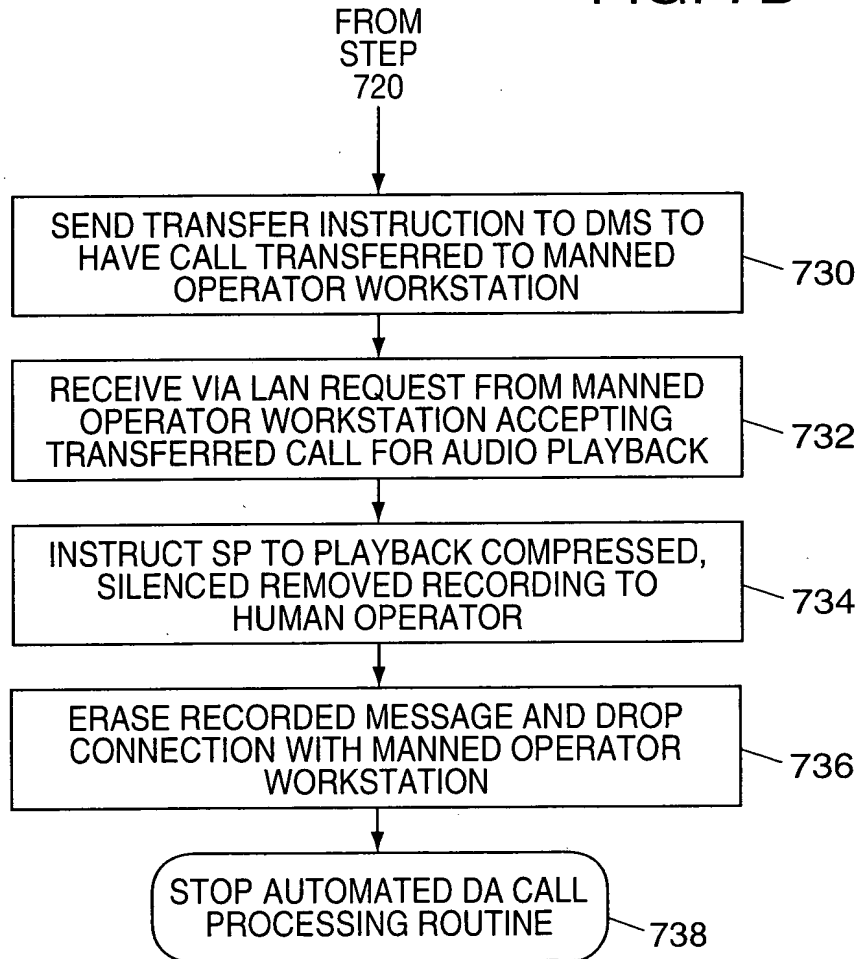 FROM
STEP
720
SEND TRANSFER INSTRUCTION TO DMS TO
HAVE CALL TRANSFERRED TO MANNED
OPERATOR WORKSTATION
730
RECEIVE VIA LAN REQUEST FROM MANNED
OPERATOR WORKSTATION ACCEPTING
TRANSFERRED CALL FOR AUDIO PLAYBACK
732
INSTRUCT SP TO PLAYBACK COMPRESSED,
SILENCED REMOVED RECORDING TO
HUMAN OPERATOR
734
ERASE RECORDED MESSAGE AND DROP
CONNECTION WITH MANNED OPERATOR
WORKSTATION
736
STOP AUTOMATED DA CALL
PROCESSING ROUTINE
738